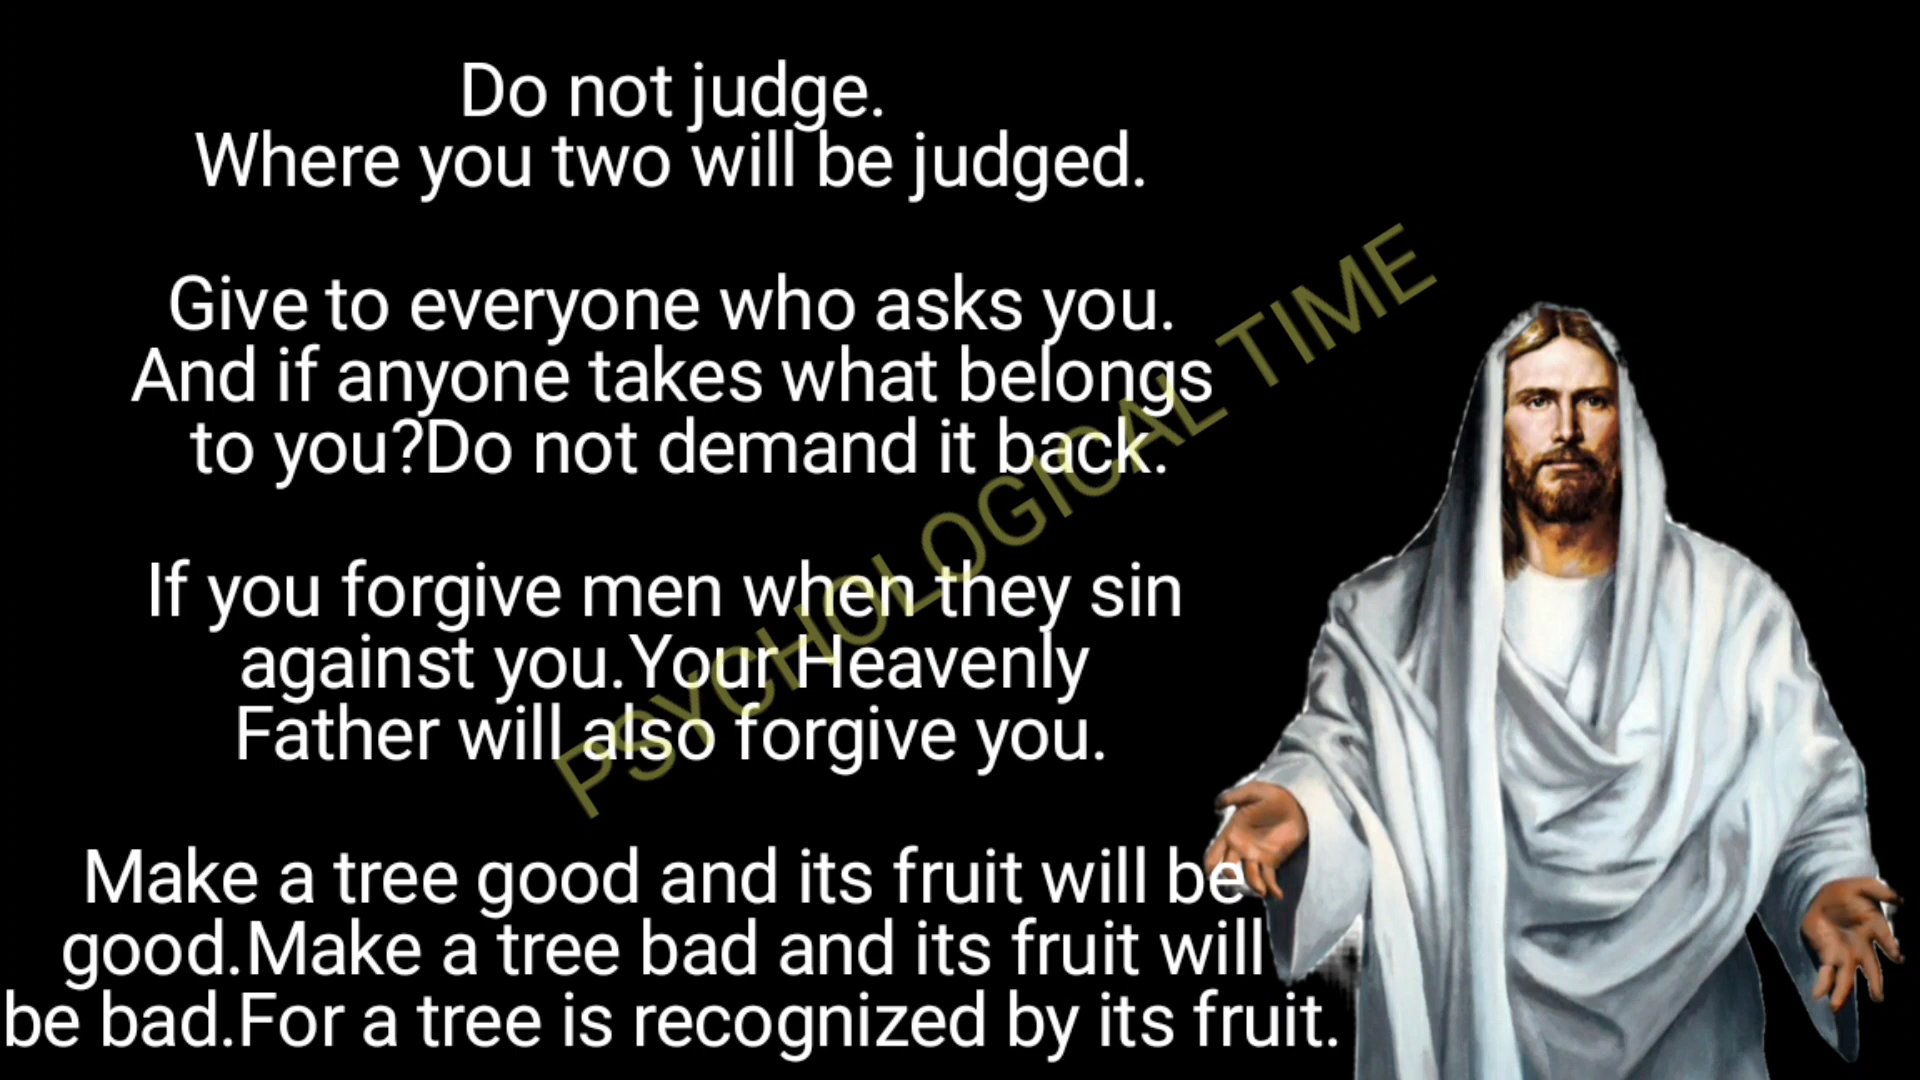 Do not judge.
Where you two will be judged.
Give to everyone who asks you.
And if anyone takes what belongs
to you?Do not demand it back.
If you forgive men when they sin
against you.Your Heavenly
Father will also forgive you.
Make a tree good and its fruit will be
good.Make a tree bad and its fruit will
be bad.For a tree is recognized by its fruit.
PSYCHOLOGICAL TIME